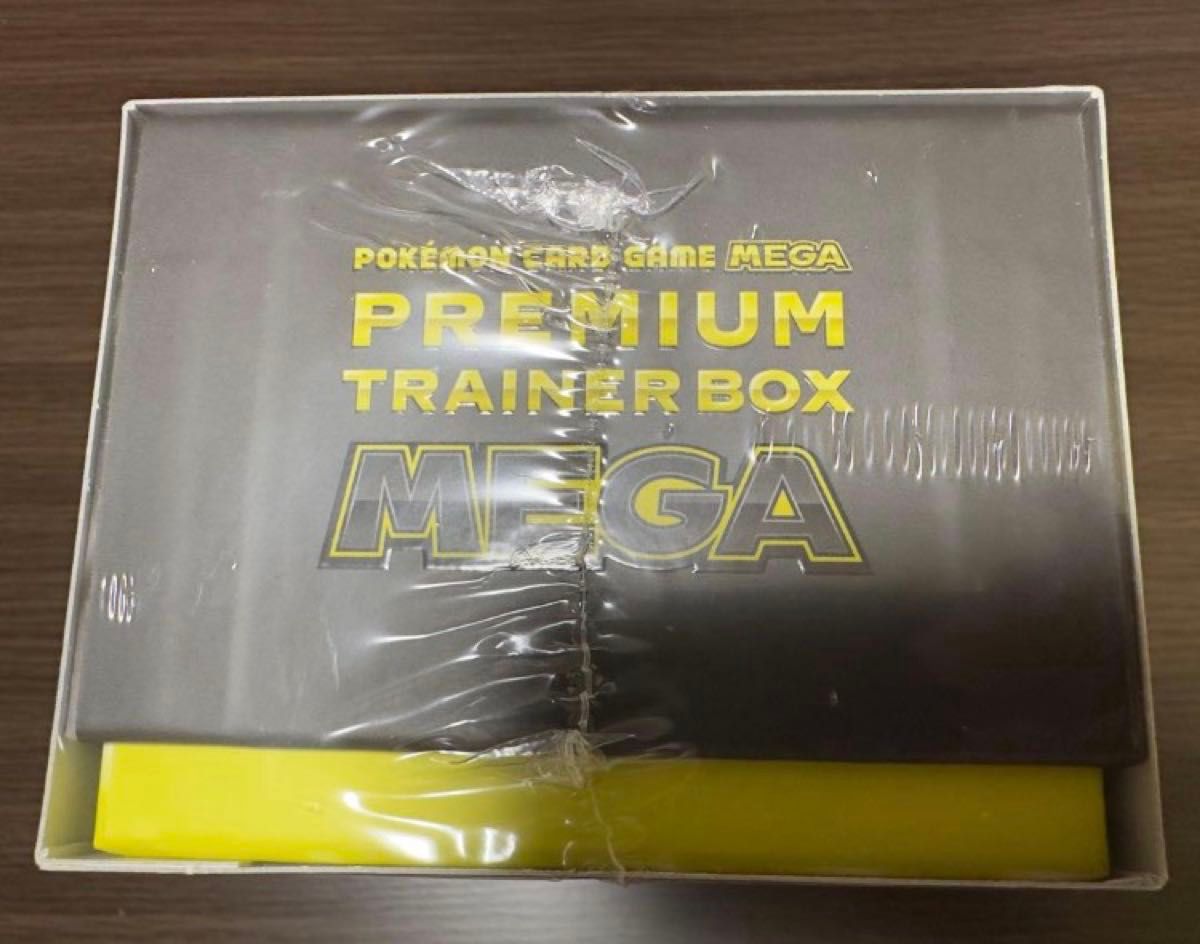 POKÉMON CARD GAME MEGA
PREMIUM
TRAINER BOX
MEGA